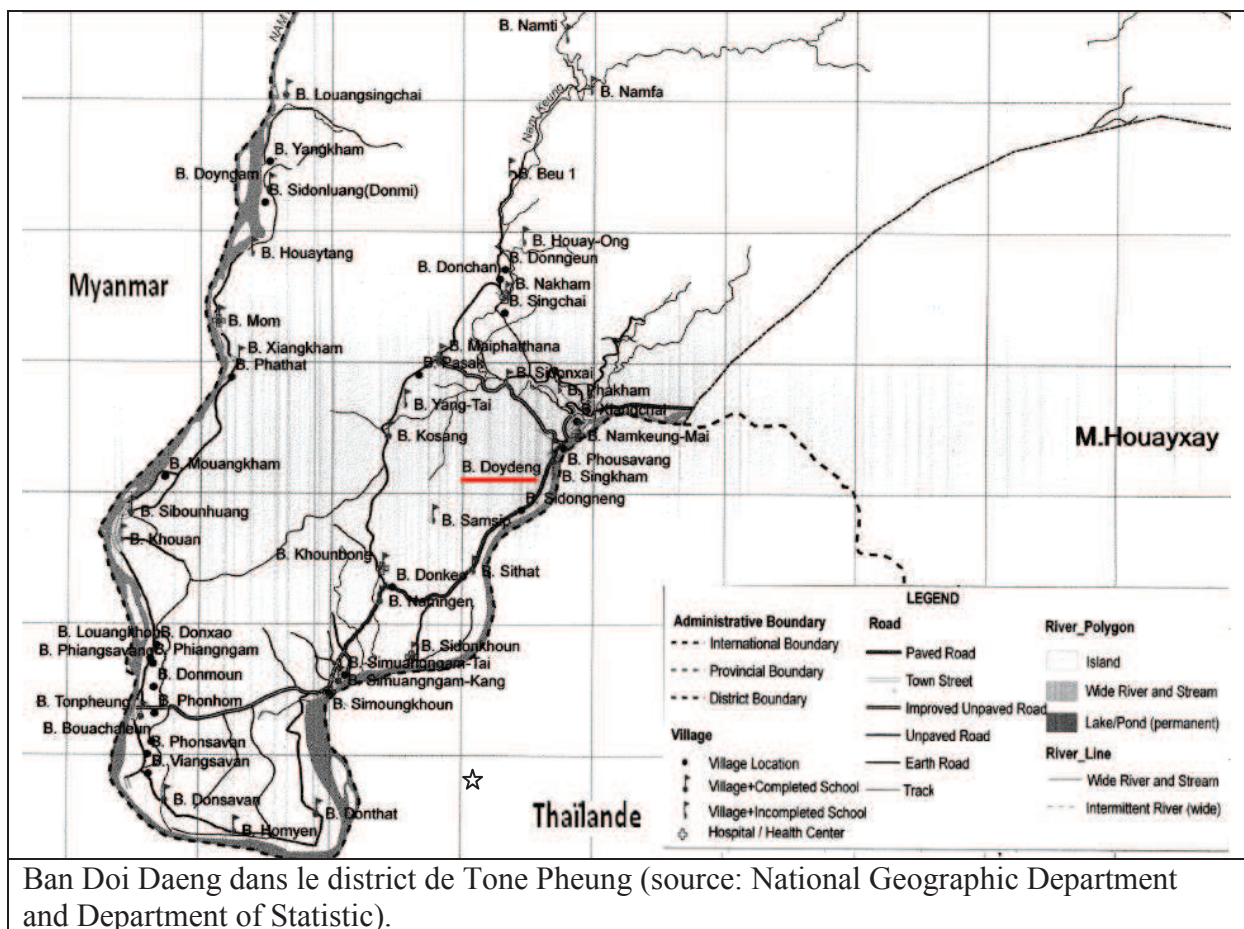 NAM
B. Namti
B. Louangsingchai
B. Namfa
Nam Keung
B. Yangkham
B. Doyngam
B. Sidonluang(Donmi)
B. Beu 1
B. Houaytang
B. Houay-Ong
B. Donngeun
B. Donchan
B. Nakham
B. Singchai
Myanmar
B. Mom
B. Xiangkham
B. Phathat
B. Maiphatthana
B. Pasak
B. Sidonxai
B. Phakham
B. Yang-Tai
B. Xiangchai
B. Kosang
B. Namkeung-Mai
M.Houayxay
B. Phousavang
B. Doydeng
B. Singkham
B. Mouangkham
B. Sidongneng
B. Sibounhuang
B. Samsip
B. Khouan
B. Khounbong
B. Donkeo
B. Sithat
B. Namngen
B. Louangkhon
B. Donxao
B. Phiangsavang
B. Phiangngam
B. Sidonkhoun
B. Simuangngam-Tai
B. Donmoun
B. Simuangngam-Kang
B. Tonpheung
B. Phonhom
B. Simoungkhoun
B. Bouachaleun
B. Phonsavan
B. Viangsavan
B. Donsavan
B. Homyen
B. Donthat
Thaïlande
LEGEND
Administrative Boundary
International Boundary
Provincial Boundary
District Boundary
Village
Village Location
Village+Completed School
Village+Incompleted School
Hospital / Health Center
Road
Paved Road
Town Street
Improved Unpaved Road
Unpaved Road
Earth Road
Track
River_Polygon
Island
Wide River and Stream
Lake/Pond (permanent)
River_Line
Wide River and Stream
Intermittent River (wide)
Ban Doi Daeng dans le district de Tone Pheung (source: National Geographic Department
and Department of Statistic).